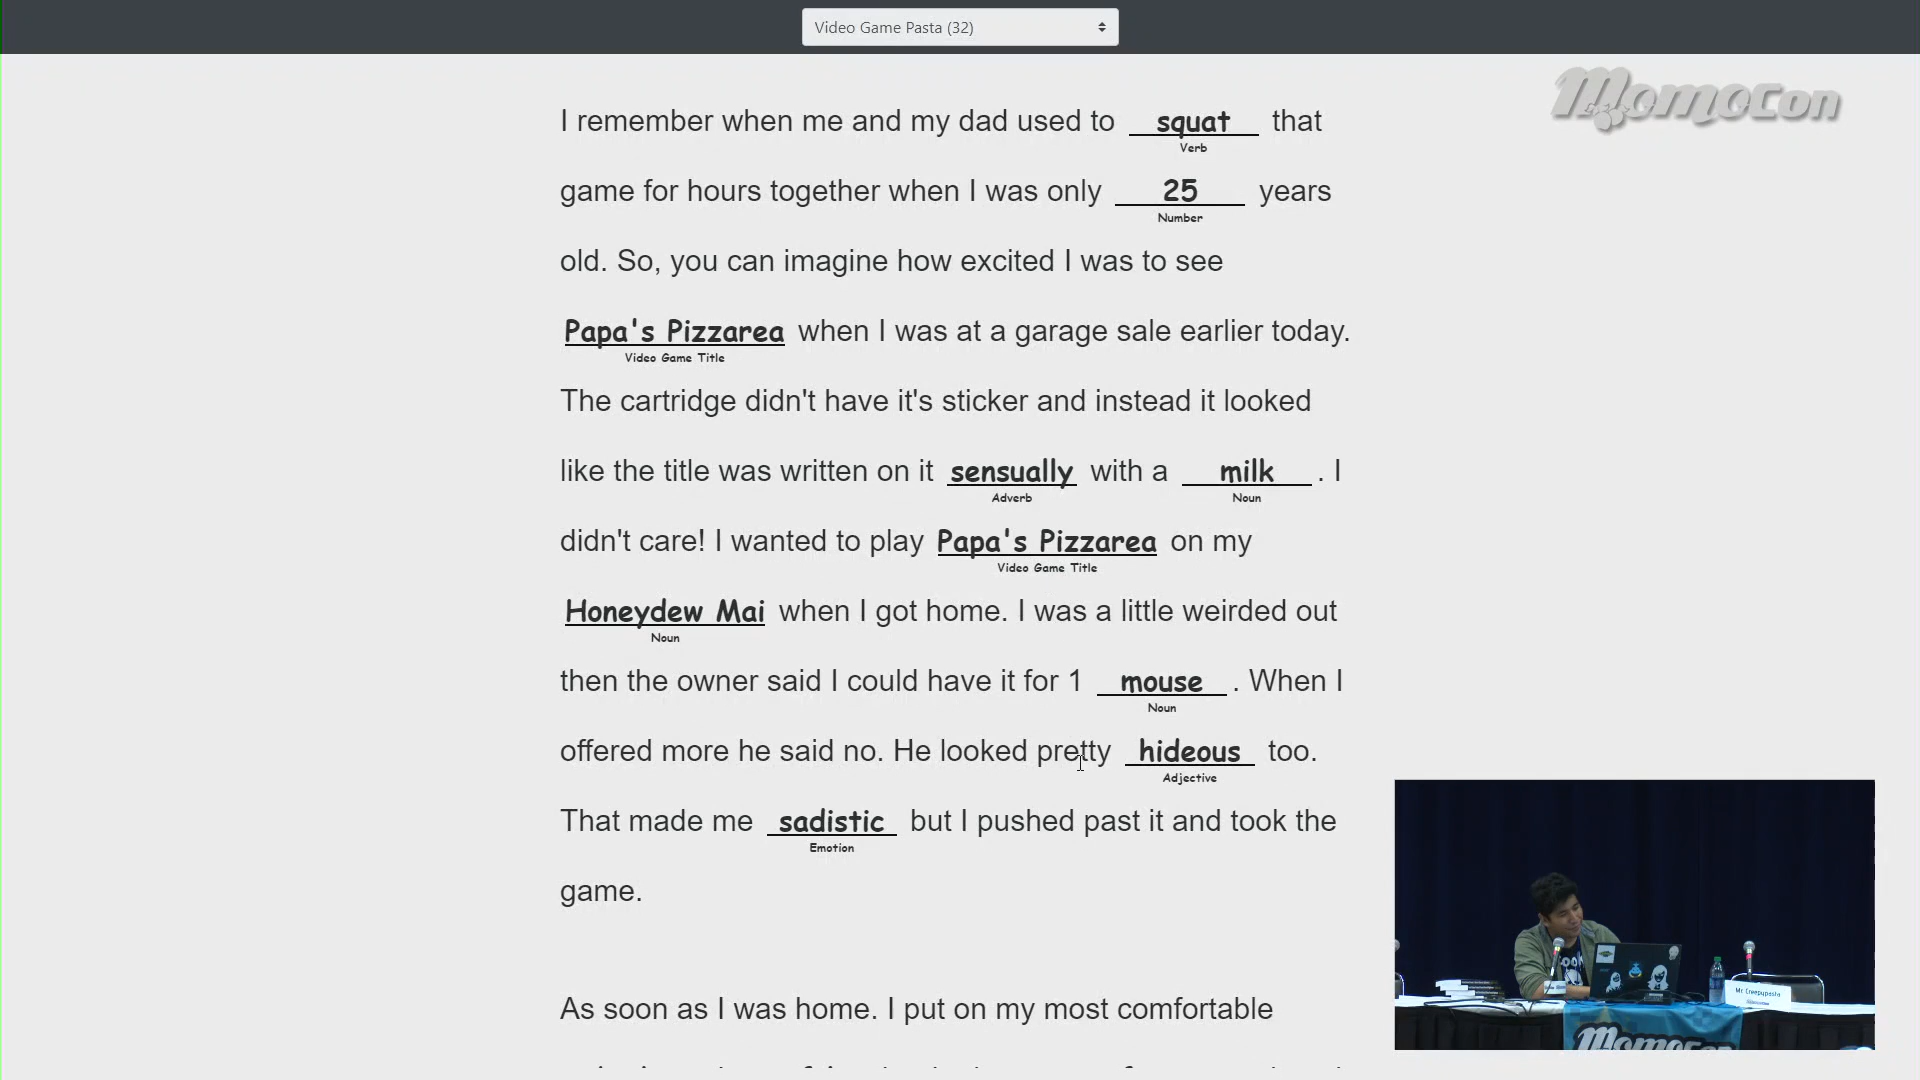 Video Game Pasta (32)
MomoCon
I remember when me and my dad used to squat that
Verb
game for hours together when I was only 25 years
Number
old. So, you can imagine how excited I was to see
Papa's Pizzarea when I was at a garage sale earlier today.
Video Game Title
The cartridge didn't have it's sticker and instead it looked
like the title was written on it sensually with a milk . I
Adverb Noun
didn't care! I wanted to play Papa's Pizzarea on my
Video Game Title
Honeydew Mai when I got home. I was a little weirded out
Noun
then the owner said I could have it for 1 mouse . When I
Noun
offered more he said no. He looked pretty hideous too.
Adjective
That made me sadistic but I pushed past it and took the
Emotion
game.
As soon as I was home. I put on my most comfortable
Mr. Creepypasta
MomoCon